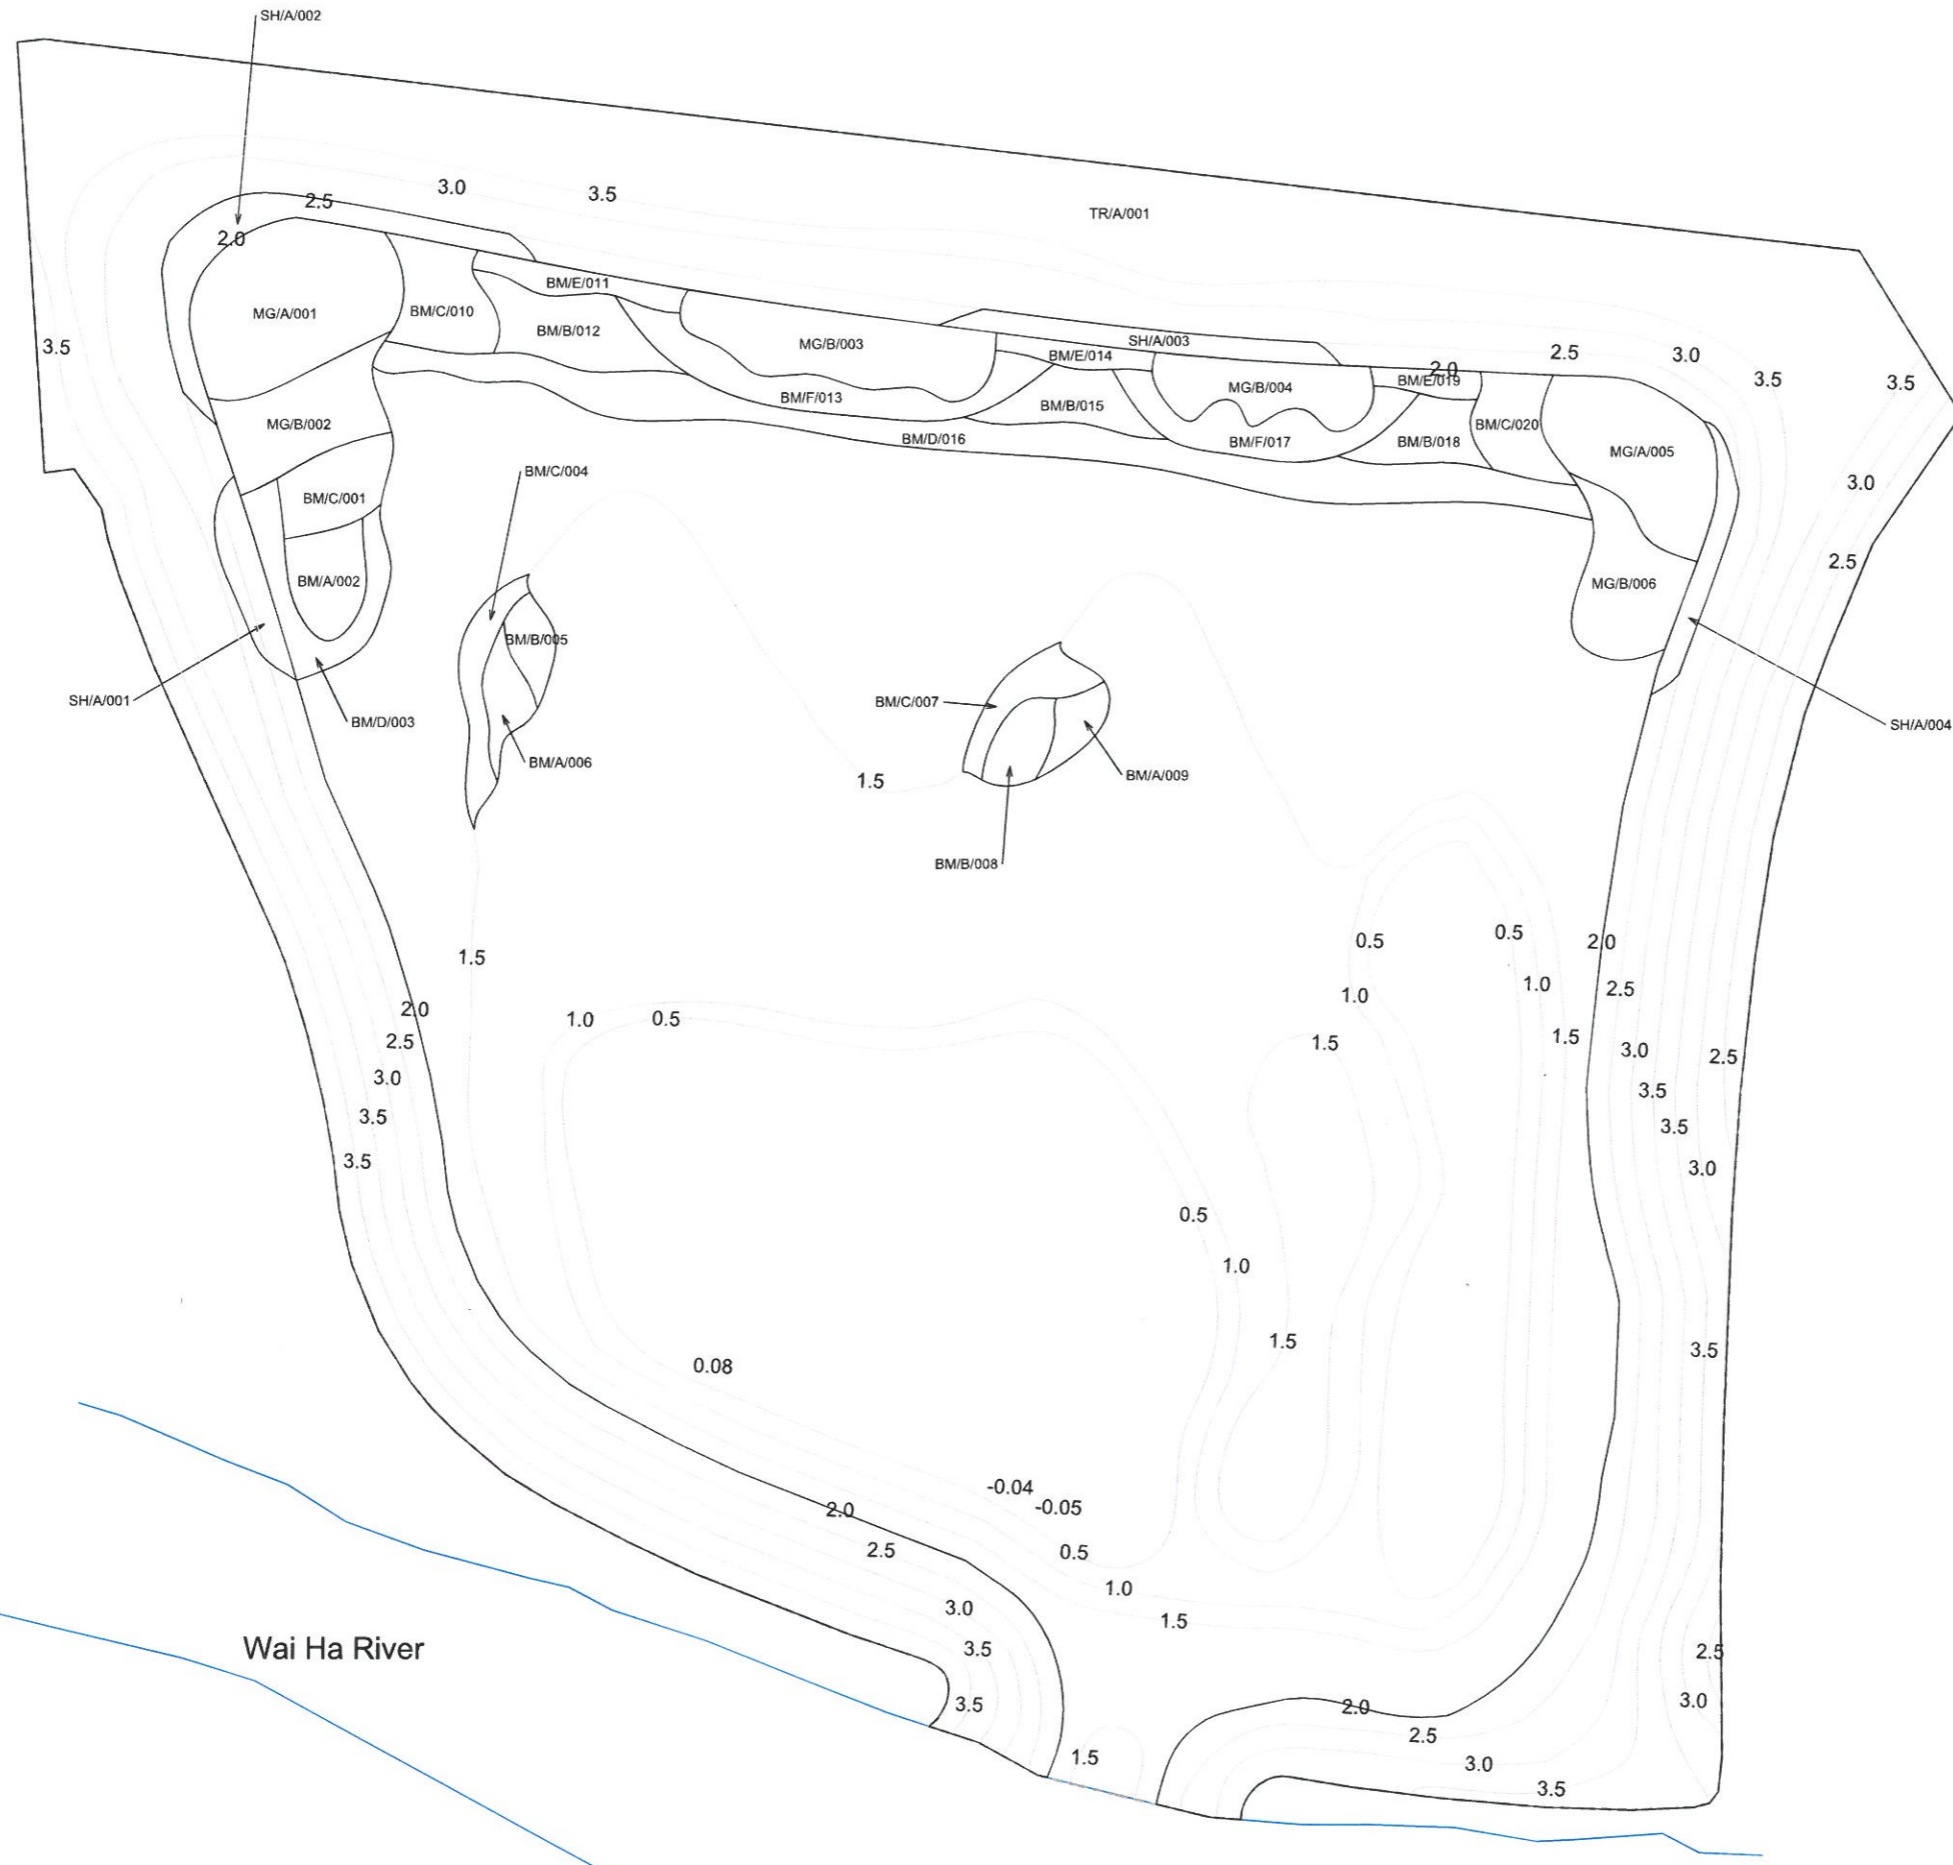 SH/A/002
3.0
3.5
2.5
TR/A/001
2.0
BM/E/011
MG/A/001
BM/C/010
BM/B/012
MG/B/003
SH/A/003
3.5
BM/E/014
2.5
3.0
2.0
BM/E/019
3.5
3.5
MG/B/004
BM/F/013
BM/B/015
MG/B/002
BM/D/016
BM/F/017
BM/B/018
BM/C/020
MG/A/005
BM/C/004
3.0
BM/C/001
2.5
BM/A/002
MG/B/006
BM/B/005
SH/A/001
BM/D/003
BM/C/007
SH/A/004
BM/A/006
1.5
BM/A/009
BM/B/008
0.5
0.5
2.0
1.5
1.0
1.0
2.5
2.0
1.0
0.5
2.5
1.5
1.5
3.0
2.5
3.0
3.5
3.5
3.5
3.5
3.0
0.5
1.0
1.5
3.5
0.08
-0.04
-0.05
2.0
2.5
0.5
1.0
3.0
1.5
Wai Ha River
3.5
2.5
3.5
2.0
3.0
2.5
1.5
3.0
3.5